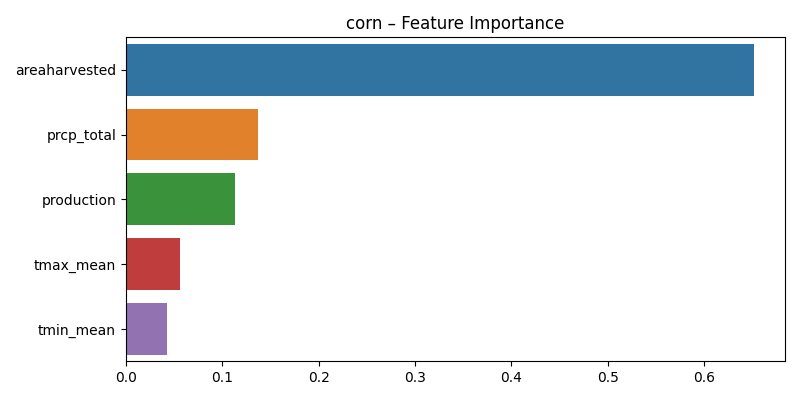 corn – Feature Importance
areaharvested
prcp_total
production
tmax_mean
tmin_mean
0.0 0.1 0.2 0.3 0.4 0.5 0.6